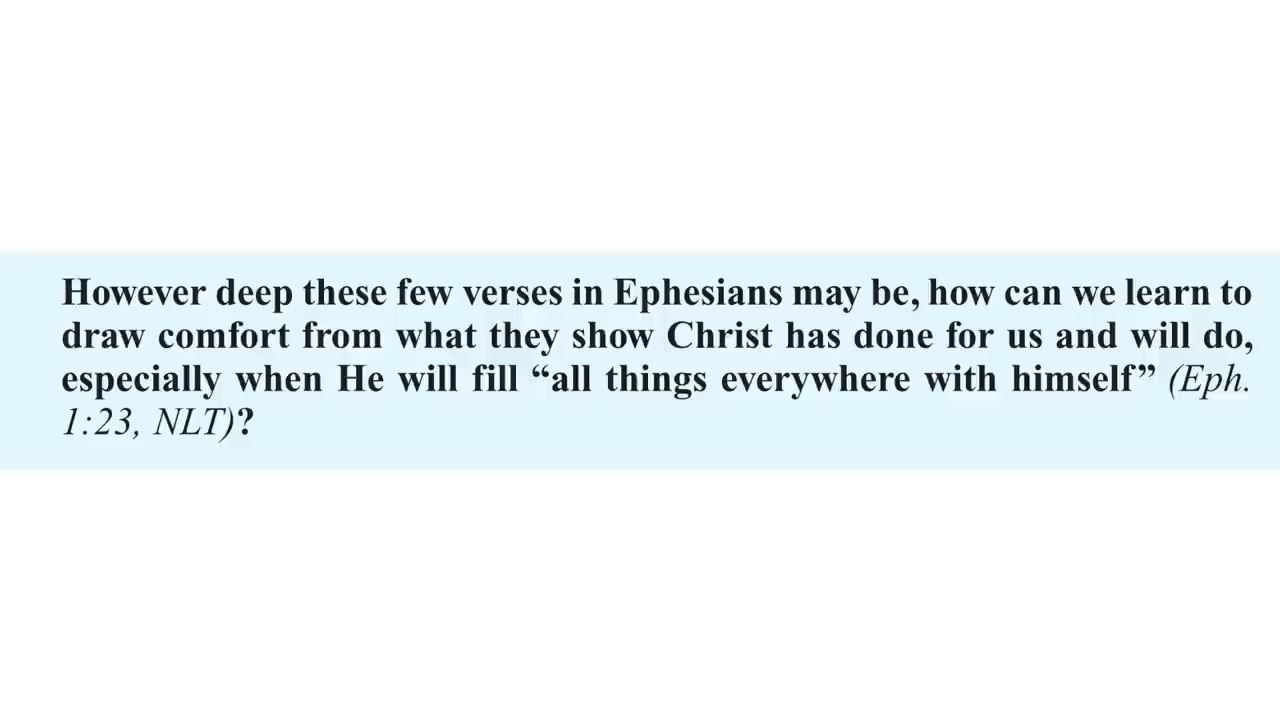 However deep these few verses in Ephesians may be, how can we learn to
draw comfort from what they show Christ has done for us and will do,
especially when He will fill “all things everywhere with himself” (Eph.
1:23, NLT)?